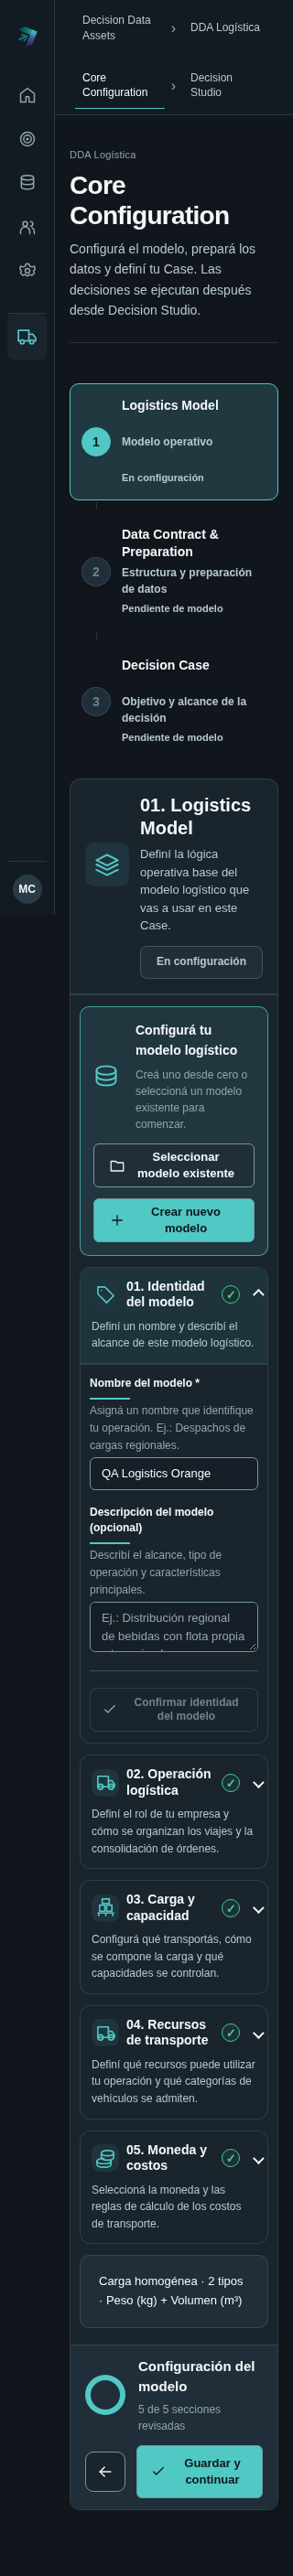 Decision Data
Assets
DDA Logística
Core
Configuration
Decision
Studio
DDA Logística
Core
Configuration
Configurá el modelo, prepará los
datos y definí tu Case. Las
decisiones se ejecutan después
desde Decision Studio.
Logistics Model
1
Modelo operativo
En configuración
Data Contract &
Preparation
2
Estructura y preparación
de datos
Pendiente de modelo
Decision Case
3
Objetivo y alcance de la
decisión
Pendiente de modelo
MC
01. Logistics
Model
Definí la lógica
operativa base del
modelo logístico que
vas a usar en este
Case.
En configuración
Configurá tu
modelo logístico
Creá uno desde cero o
seleccioná un modelo
existente para
comenzar.
Seleccionar
modelo existente
Crear nuevo
modelo
01. Identidad
del modelo
Definí un nombre y describí el
alcance de este modelo logístico.
Nombre del modelo *
Asigná un nombre que identifique
tu operación. Ej.: Despachos de
cargas regionales.
QA Logistics Orange
Descripción del modelo
(opcional)
Describí el alcance, tipo de
operación y características
principales.
Ej.: Distribución regional
de bebidas con flota propia
Confirmar identidad
del modelo
02. Operación
logística
Definí el rol de tu empresa y
cómo se organizan los viajes y la
consolidación de órdenes.
03. Carga y
capacidad
Configurá qué transportás, cómo
se compone la carga y qué
capacidades se controlan.
04. Recursos
de transporte
Definí qué recursos puede utilizar
tu operación y qué categorías de
vehículos se admiten.
05. Moneda y
costos
Seleccioná la moneda y las
reglas de cálculo de los costos
de transporte.
Carga homogénea · 2 tipos
· Peso (kg) + Volumen (m³)
Configuración del
modelo
5 de 5 secciones
revisadas
Guardar y
continuar